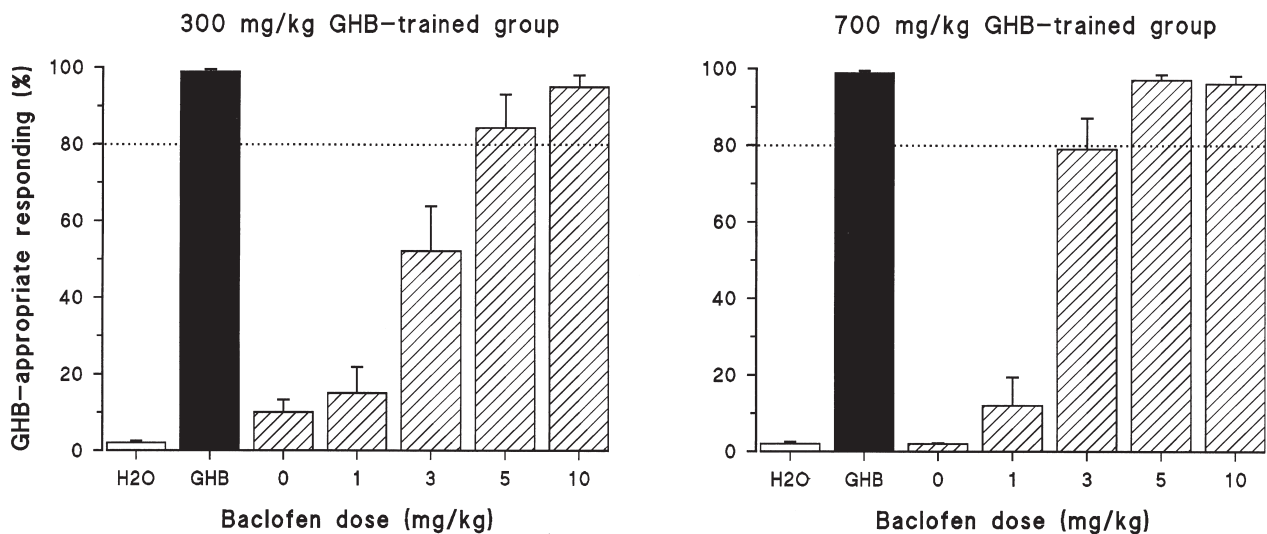 300 mg/kg GHB-trained group
GHB-appropriate responding (%)
100
80
60
40
20
0
H2O GHB 0 1 3 5 10
Baclofen dose (mg/kg)
700 mg/kg GHB-trained group
100
80
60
40
20
0
H2O GHB 0 1 3 5 10
Baclofen dose (mg/kg)